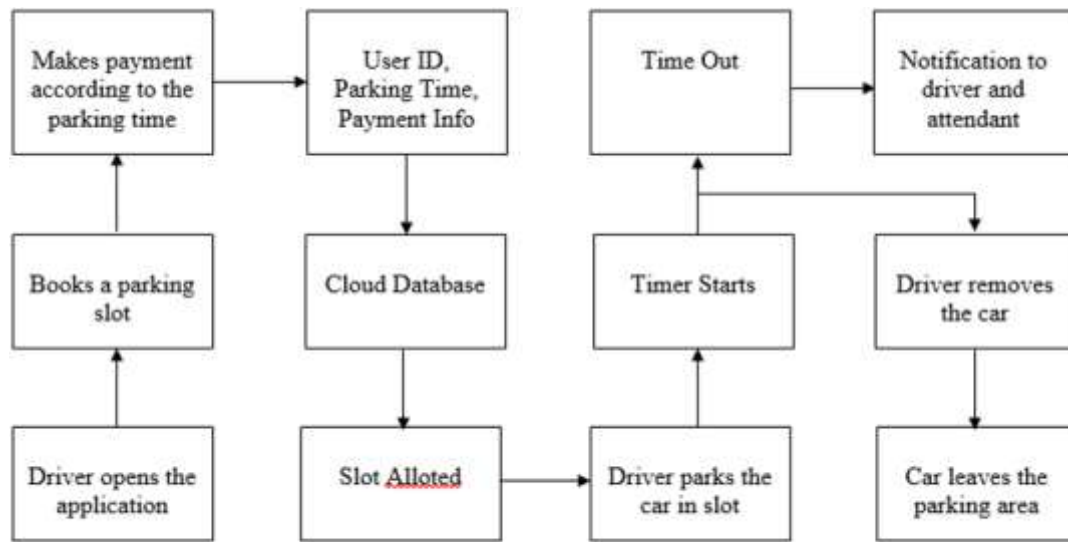 Makes payment
according to the
parking time
User ID,
Parking Time,
Payment Info
Time Out
Notification to
driver and
attendant
Books a parking
slot
Cloud Database
Timer Starts
Driver removes
the car
Driver opens the
application
Slot Alloted
Driver parks the
car in slot
Car leaves the
parking area